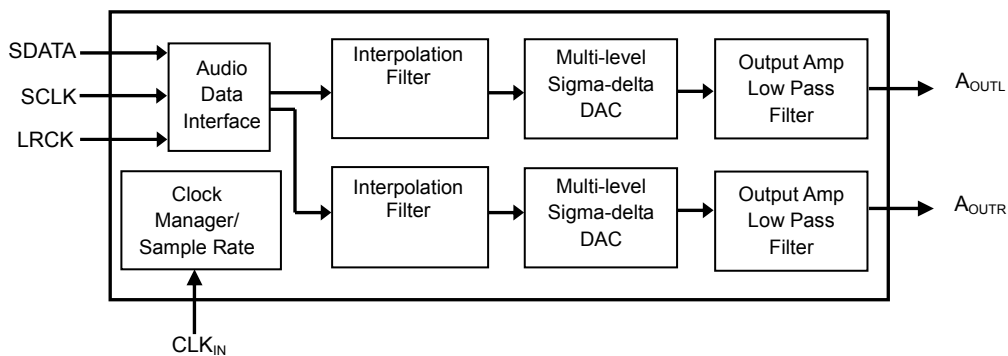 SDATA
SCLK
LRCK
Audio
Data
Interface
Interpolation
Filter
Multi-level
Sigma-delta
DAC
Output Amp
Low Pass
Filter
AOUTL
Clock
Manager/
Sample Rate
Interpolation
Filter
Multi-level
Sigma-delta
DAC
Output Amp
Low Pass
Filter
AOUTR
CLKIN